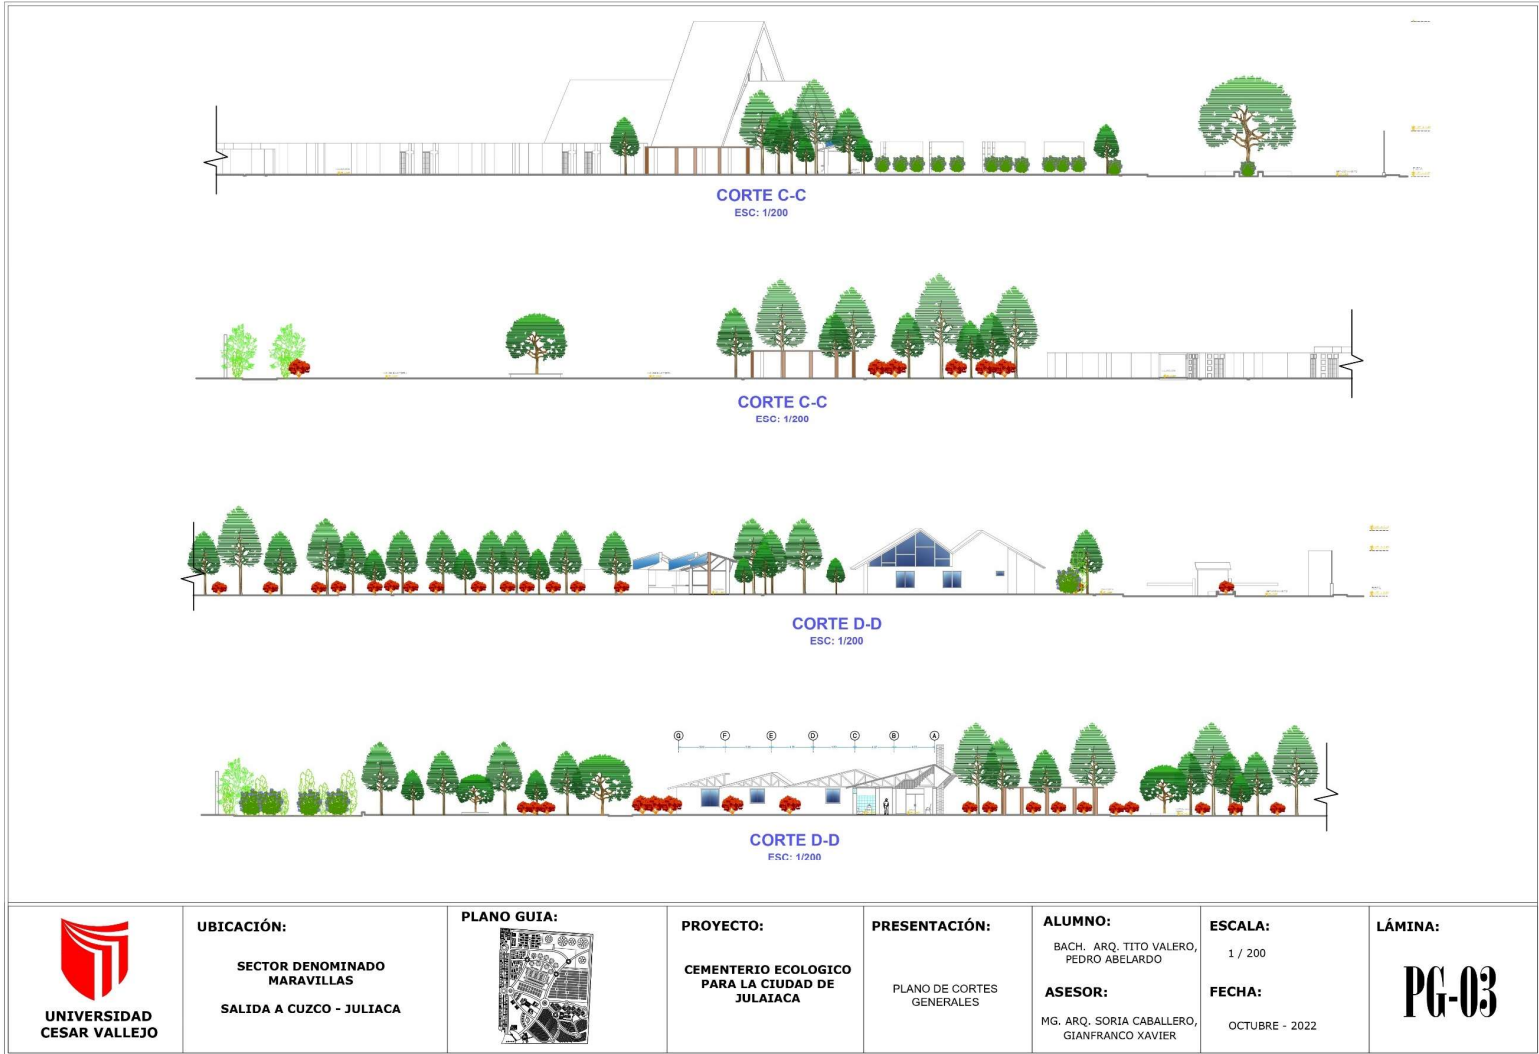 CORTE C-C
ESC: 1/200
CORTE C-C
ESC: 1/200
CORTE D-D
ESC: 1/200
G F E D C B A
CORTE D-D
ESC: 1/200
UNIVERSIDAD
CESAR VALLEJO
UBICACIÓN:
SECTOR DENOMINADO
MARAVILLAS
SALIDA A CUZCO - JULIACA
PLANO GUIA:
PROYECTO:
CEMENTERIO ECOLOGICO
PARA LA CIUDAD DE
JULAIACA
PRESENTACIÓN:
PLANO DE CORTES
GENERALES
ALUMNO:
BACH. ARQ. TITO VALERO,
PEDRO ABELARDO
ASESOR:
MG. ARQ. SORIA CABALLERO,
GIANFRANCO XAVIER
ESCALA:
1 / 200
FECHA:
OCTUBRE - 2022
LÁMINA:
PG-03